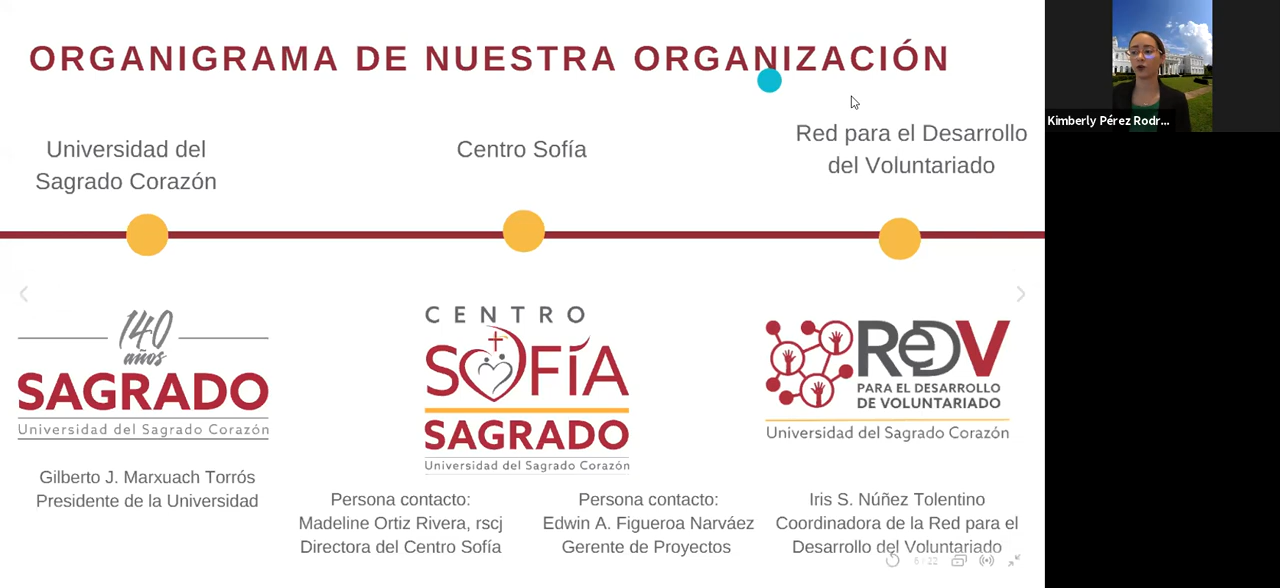 ORGANIGRAMA DE NUESTRA ORGANIZACIÓN
Kimberly Pérez Rodr...
Universidad del
Sagrado Corazón
Centro Sofía
Red para el Desarrollo
del Voluntariado
140
años
SAGRADO
Universidad del Sagrado Corazón
Gilberto J. Marxuach Torrós
Presidente de la Universidad
CENTRO
SOFÍA
SAGRADO
Universidad del Sagrado Corazón
Persona contacto:
Madeline Ortiz Rivera, rscj
Directora del Centro Sofía
Persona contacto:
Edwin A. Figueroa Narváez
Gerente de Proyectos
ReDV
PARA EL DESARROLLO
DE VOLUNTARIADO
Universidad del Sagrado Corazón
Iris S. Núñez Tolentino
Coordinadora de la Red para el
Desarrollo del Voluntariado
6 / 22